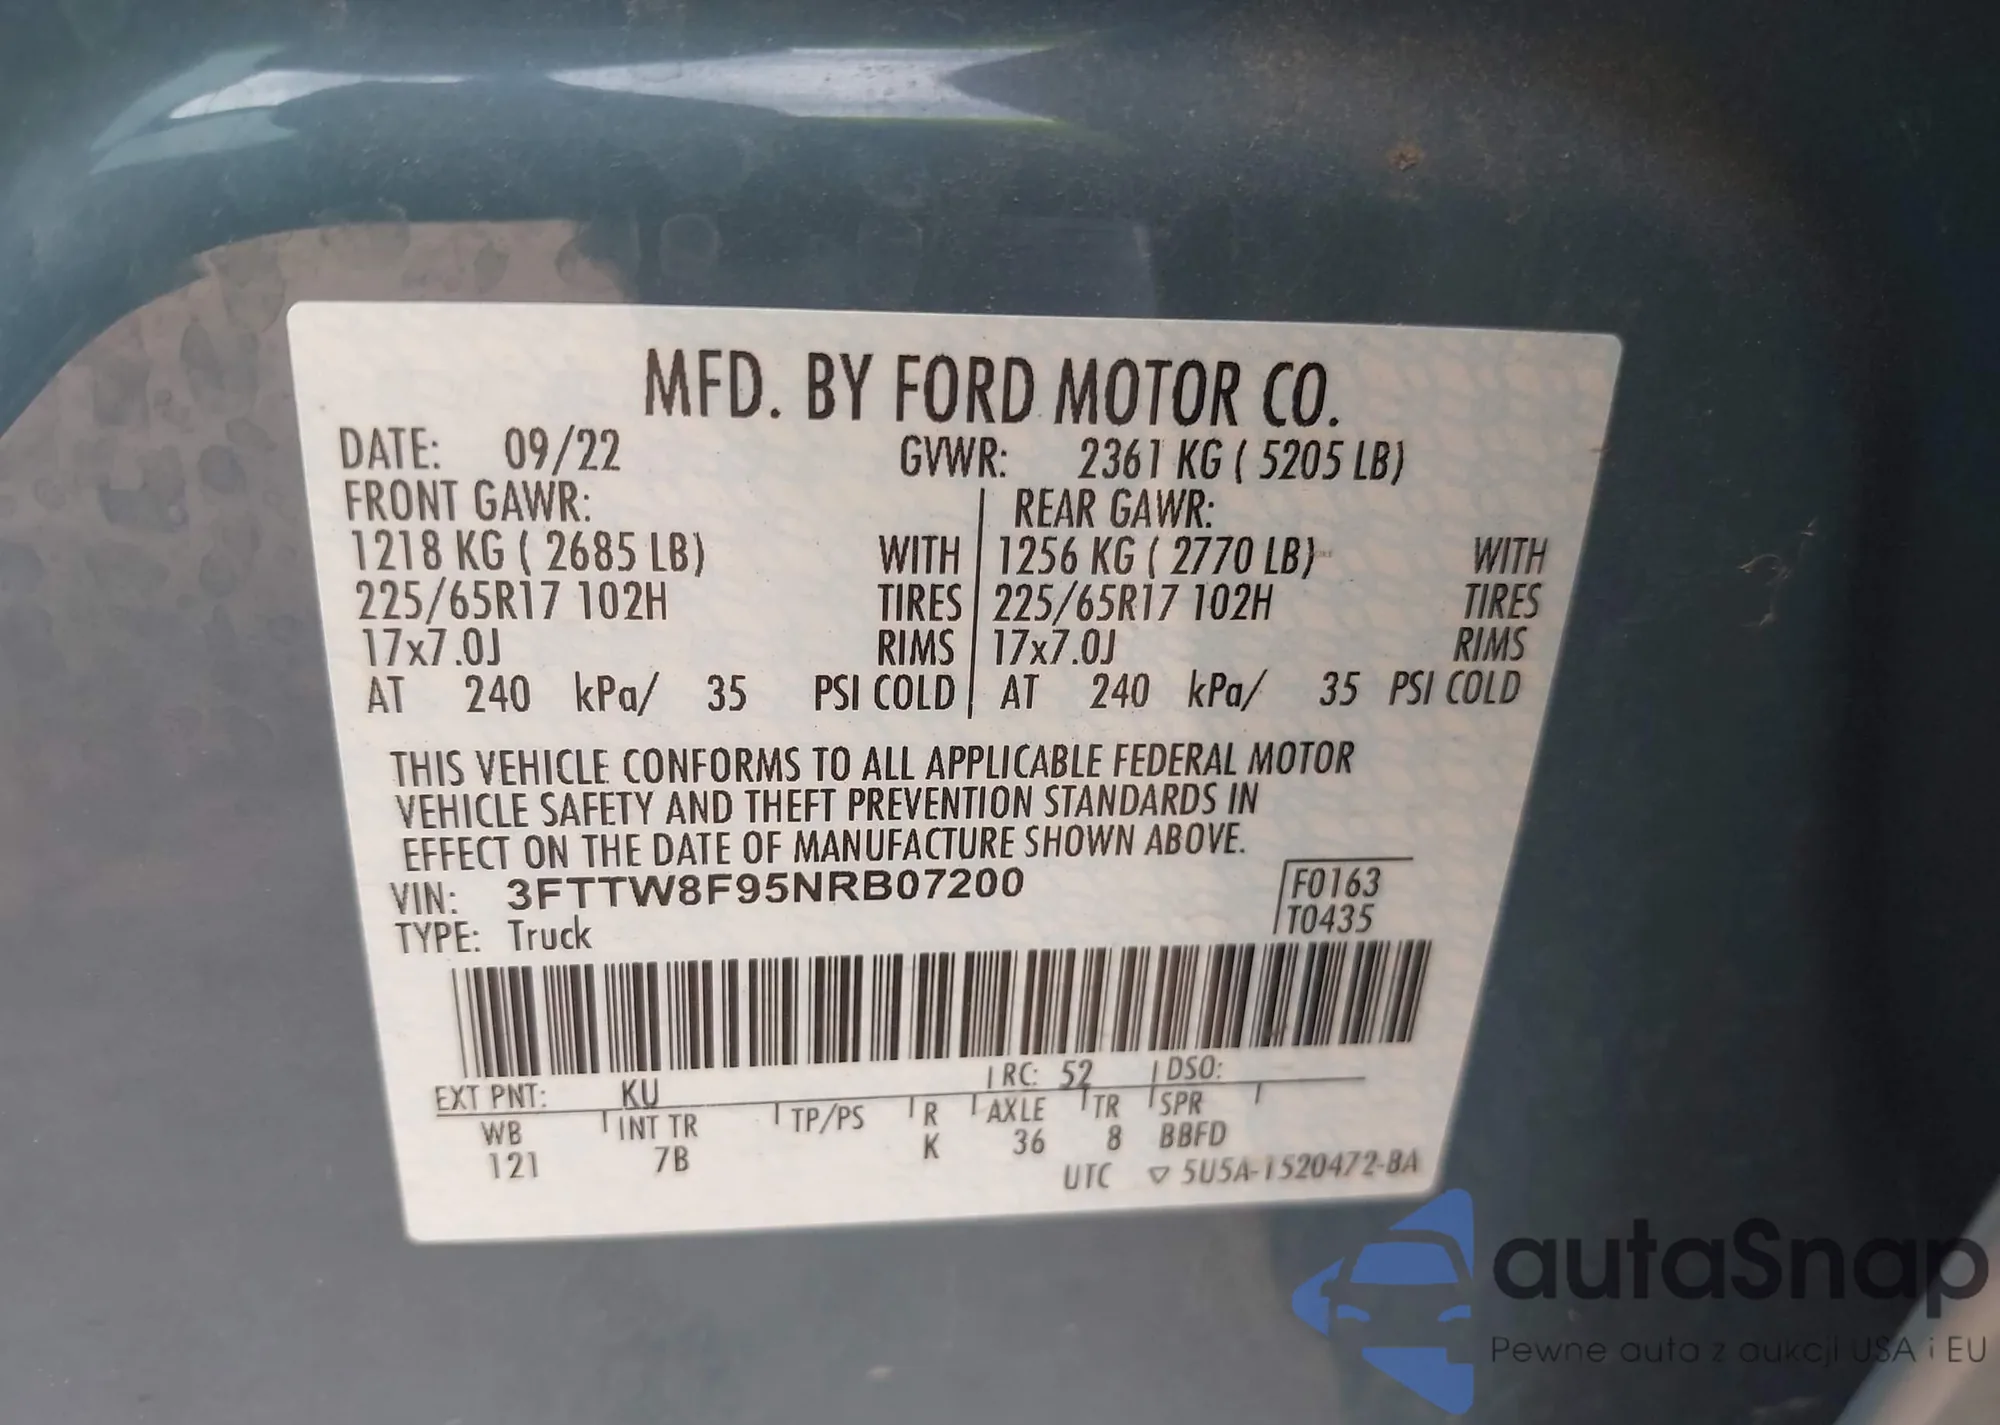 MFD. BY FORD MOTOR CO.
DATE: 09/22 GVWR: 2361 KG ( 5205 LB)
FRONT GAWR: REAR GAWR:
1218 KG ( 2685 LB) WITH 1256 KG ( 2770 LB) WITH
225/65R17 102H TIRES 225/65R17 102H TIRES
17x7.0J RIMS 17x7.0J RIMS
AT 240 kPa/ 35 PSI COLD AT 240 kPa/ 35 PSI COLD
THIS VEHICLE CONFORMS TO ALL APPLICABLE FEDERAL MOTOR
VEHICLE SAFETY AND THEFT PREVENTION STANDARDS IN
EFFECT ON THE DATE OF MANUFACTURE SHOWN ABOVE.
VIN: 3FTTW8F95NRB07200 F0163
TYPE: Truck T0435
EXT PNT: KU RC: 52 DSO:
WB INT TR TP/PS R AXLE TR SPR
121 7B K 36 8 BBFD
UTC ▽ 5U5A-1520472-BA
autaSnap
Pewne auta z aukcji USA i EU